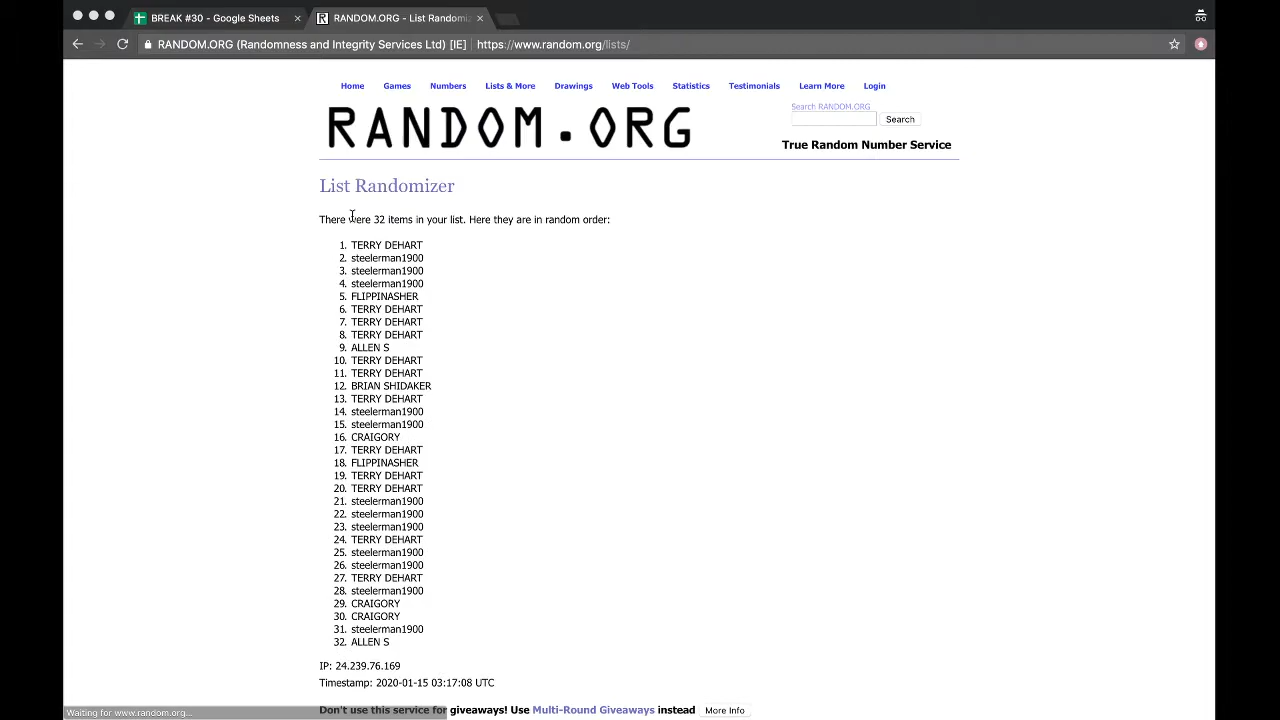 BREAK #30 - Google Sheets
RANDOM.ORG - List Randomiz
RANDOM.ORG (Randomness and Integrity Services Ltd) [IE] https://www.random.org/lists/
Home Games Numbers Lists & More Drawings Web Tools Statistics Testimonials Learn More Login
RANDOM.ORG
Search RANDOM.ORG
Search
True Random Number Service
List Randomizer
There were 32 items in your list. Here they are in random order:
1. TERRY DEHART
2. steelerman1900
3. steelerman1900
4. steelerman1900
5. FLIPPINASHER
6. TERRY DEHART
7. TERRY DEHART
8. TERRY DEHART
9. ALLEN S
10. TERRY DEHART
11. TERRY DEHART
12. BRIAN SHIDAKER
13. TERRY DEHART
14. steelerman1900
15. steelerman1900
16. CRAIGORY
17. TERRY DEHART
18. FLIPPINASHER
19. TERRY DEHART
20. TERRY DEHART
21. steelerman1900
22. steelerman1900
23. steelerman1900
24. TERRY DEHART
25. steelerman1900
26. steelerman1900
27. TERRY DEHART
28. steelerman1900
29. CRAIGORY
30. CRAIGORY
31. steelerman1900
32. ALLEN S
IP: 24.239.76.169
Timestamp: 2020-01-15 03:17:08 UTC
Don't use this service for giveaways! Use Multi-Round Giveaways instead More Info
Waiting for www.random.org...